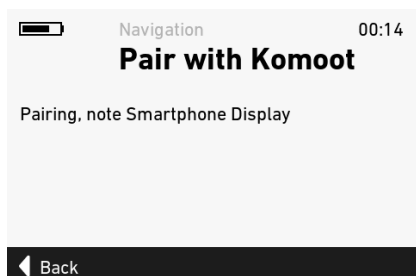 Navigation
00:14
Pair with Komoot
Pairing, note Smartphone Display
Back